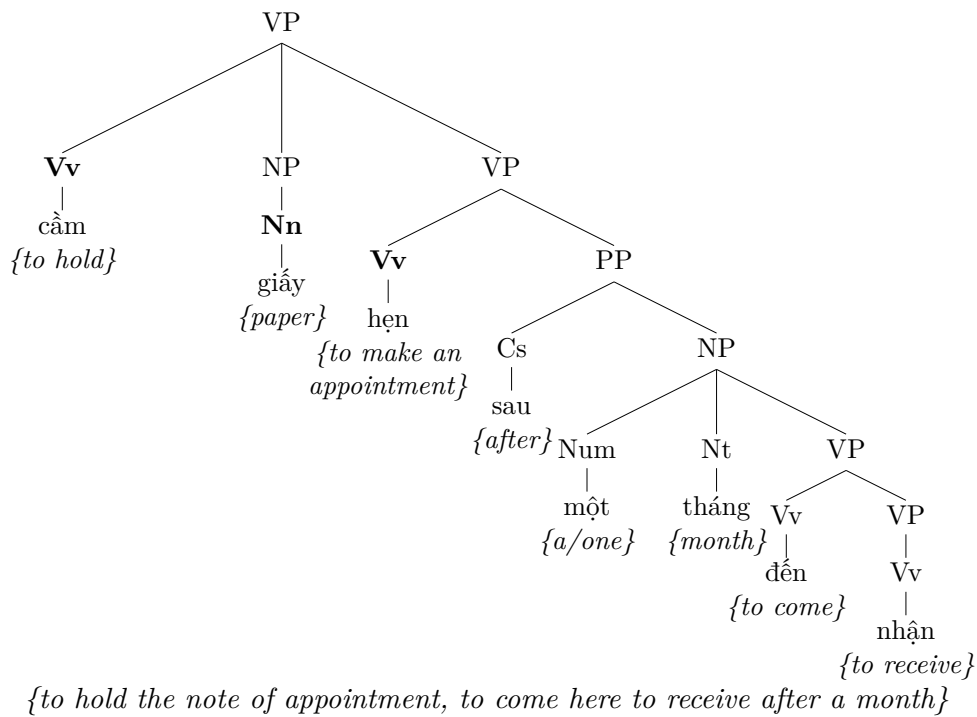 VP
Vv NP VP
cầm
{to hold}
Nn
giấy
{paper}
Vv PP
hẹn
{to make an
appointment}
Cs NP
sau
{after}
Num Nt VP
một
{a/one}
tháng
{month}
Vv VP
đến
{to come}
Vv
nhận
{to receive}
{to hold the note of appointment, to come here to receive after a month}